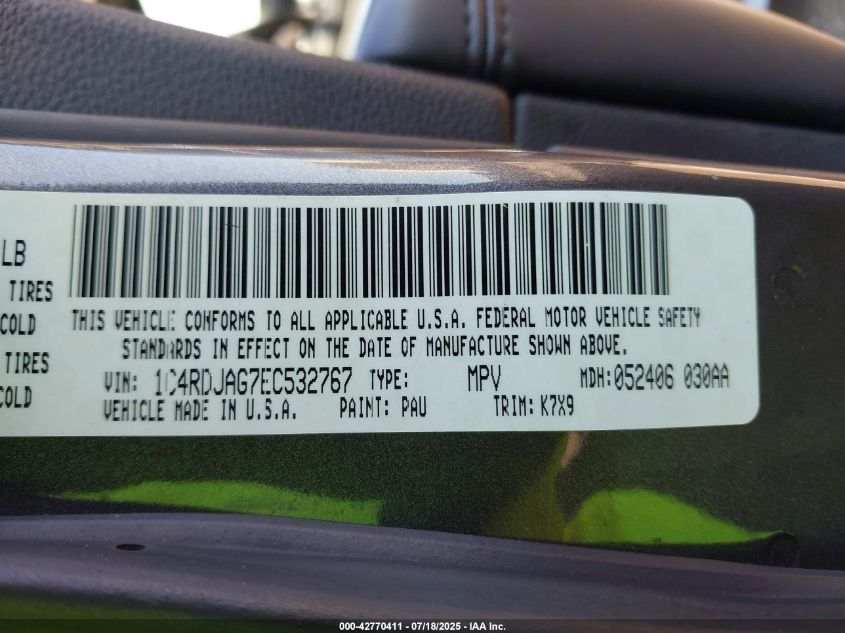 LB
TIRES
COLD
TIRES
COLD
THIS VEHICLE CONFORMS TO ALL APPLICABLE U.S.A. FEDERAL MOTOR VEHICLE SAFETY
STANDARDS IN EFFECT ON THE DATE OF MANUFACTURE SHOWN ABOVE.
VIN: 1C4RDJAG7EC532767 TYPE: MPV MDH:052406 030AA
VEHICLE MADE IN U.S.A. PAINT: PAU TRIM: K7X9
000-42770411 - 07/18/2025 - IAA Inc.